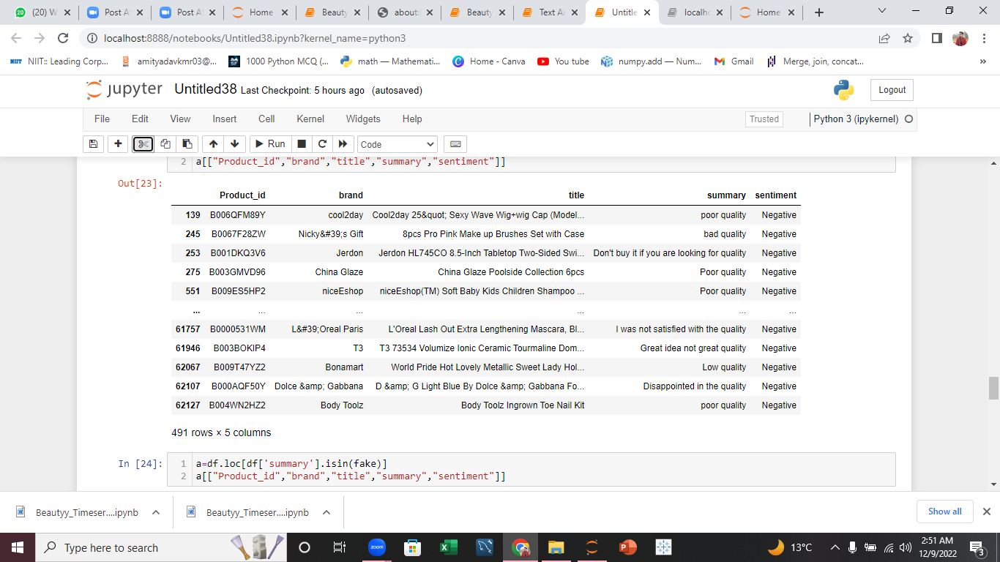 (20) W
Post A
Post A
Home
Beauty
about:
Beauty
Text A
Untitle
localho
Home
localhost:8888/notebooks/Untitled38.ipynb?kernel_name=python3
NIIT:: Leading Corp...
amityadavkmr03@...
1000 Python MCQ (...
math — Mathemati...
Home - Canva
You tube
numpy.add — Num...
Gmail
Merge, join, concat...
»
jupyter Untitled38 Last Checkpoint: 5 hours ago (autosaved)
Logout
File Edit View Insert Cell Kernel Widgets Help
Trusted
Python 3 (ipykernel)
Run
Code
2 a[["Product_id","brand","title","summary","sentiment"]]
Out[23]:
Product_id brand title summary sentiment
139 B006QFM89Y cool2day Cool2day 25&quot; Sexy Wave Wig+wig Cap (Model... poor quality Negative
245 B0067F28ZW Nicky&#39;s Gift 8pcs Pro Pink Make up Brushes Set with Case bad quality Negative
253 B001DKQ3V6 Jerdon Jerdon HL745CO 8.5-Inch Tabletop Two-Sided Swi... Don't buy it if you are looking for quality Negative
275 B003GMVD96 China Glaze China Glaze Poolside Collection 6pcs Poor quality Negative
551 B009ES5HP2 niceEshop niceEshop(TM) Soft Baby Kids Children Shampoo ... Poor quality Negative
... ... ... ... ... ...
61757 B0000531WM L&#39;Oreal Paris L'Oreal Lash Out Extra Lengthening Mascara, Bl... I was not satisfied with the quality Negative
61946 B003BOKIP4 T3 T3 73534 Volumize Ionic Ceramic Tourmaline Dom... Great idea not great quality Negative
62067 B009T47YZ2 Bonamart World Pride Hot Lovely Metallic Sweet Lady Hol... Low quality Negative
62107 B000AQF50Y Dolce &amp; Gabbana D &amp; G Light Blue By Dolce &amp; Gabbana Fo... Disappointed in the quality Negative
62127 B004WN2HZ2 Body Toolz Body Toolz Ingrown Toe Nail Kit poor quality Negative
491 rows × 5 columns
In [24]:
1 a=df.loc[df['summary'].isin(fake)]
2 a[["Product_id","brand","title","summary","sentiment"]]
Beautyy_Timeser....ipynb
Beautyy_Timeser....ipynb
Show all
Type here to search
zoom
13°C
2:51 AM
12/9/2022
3